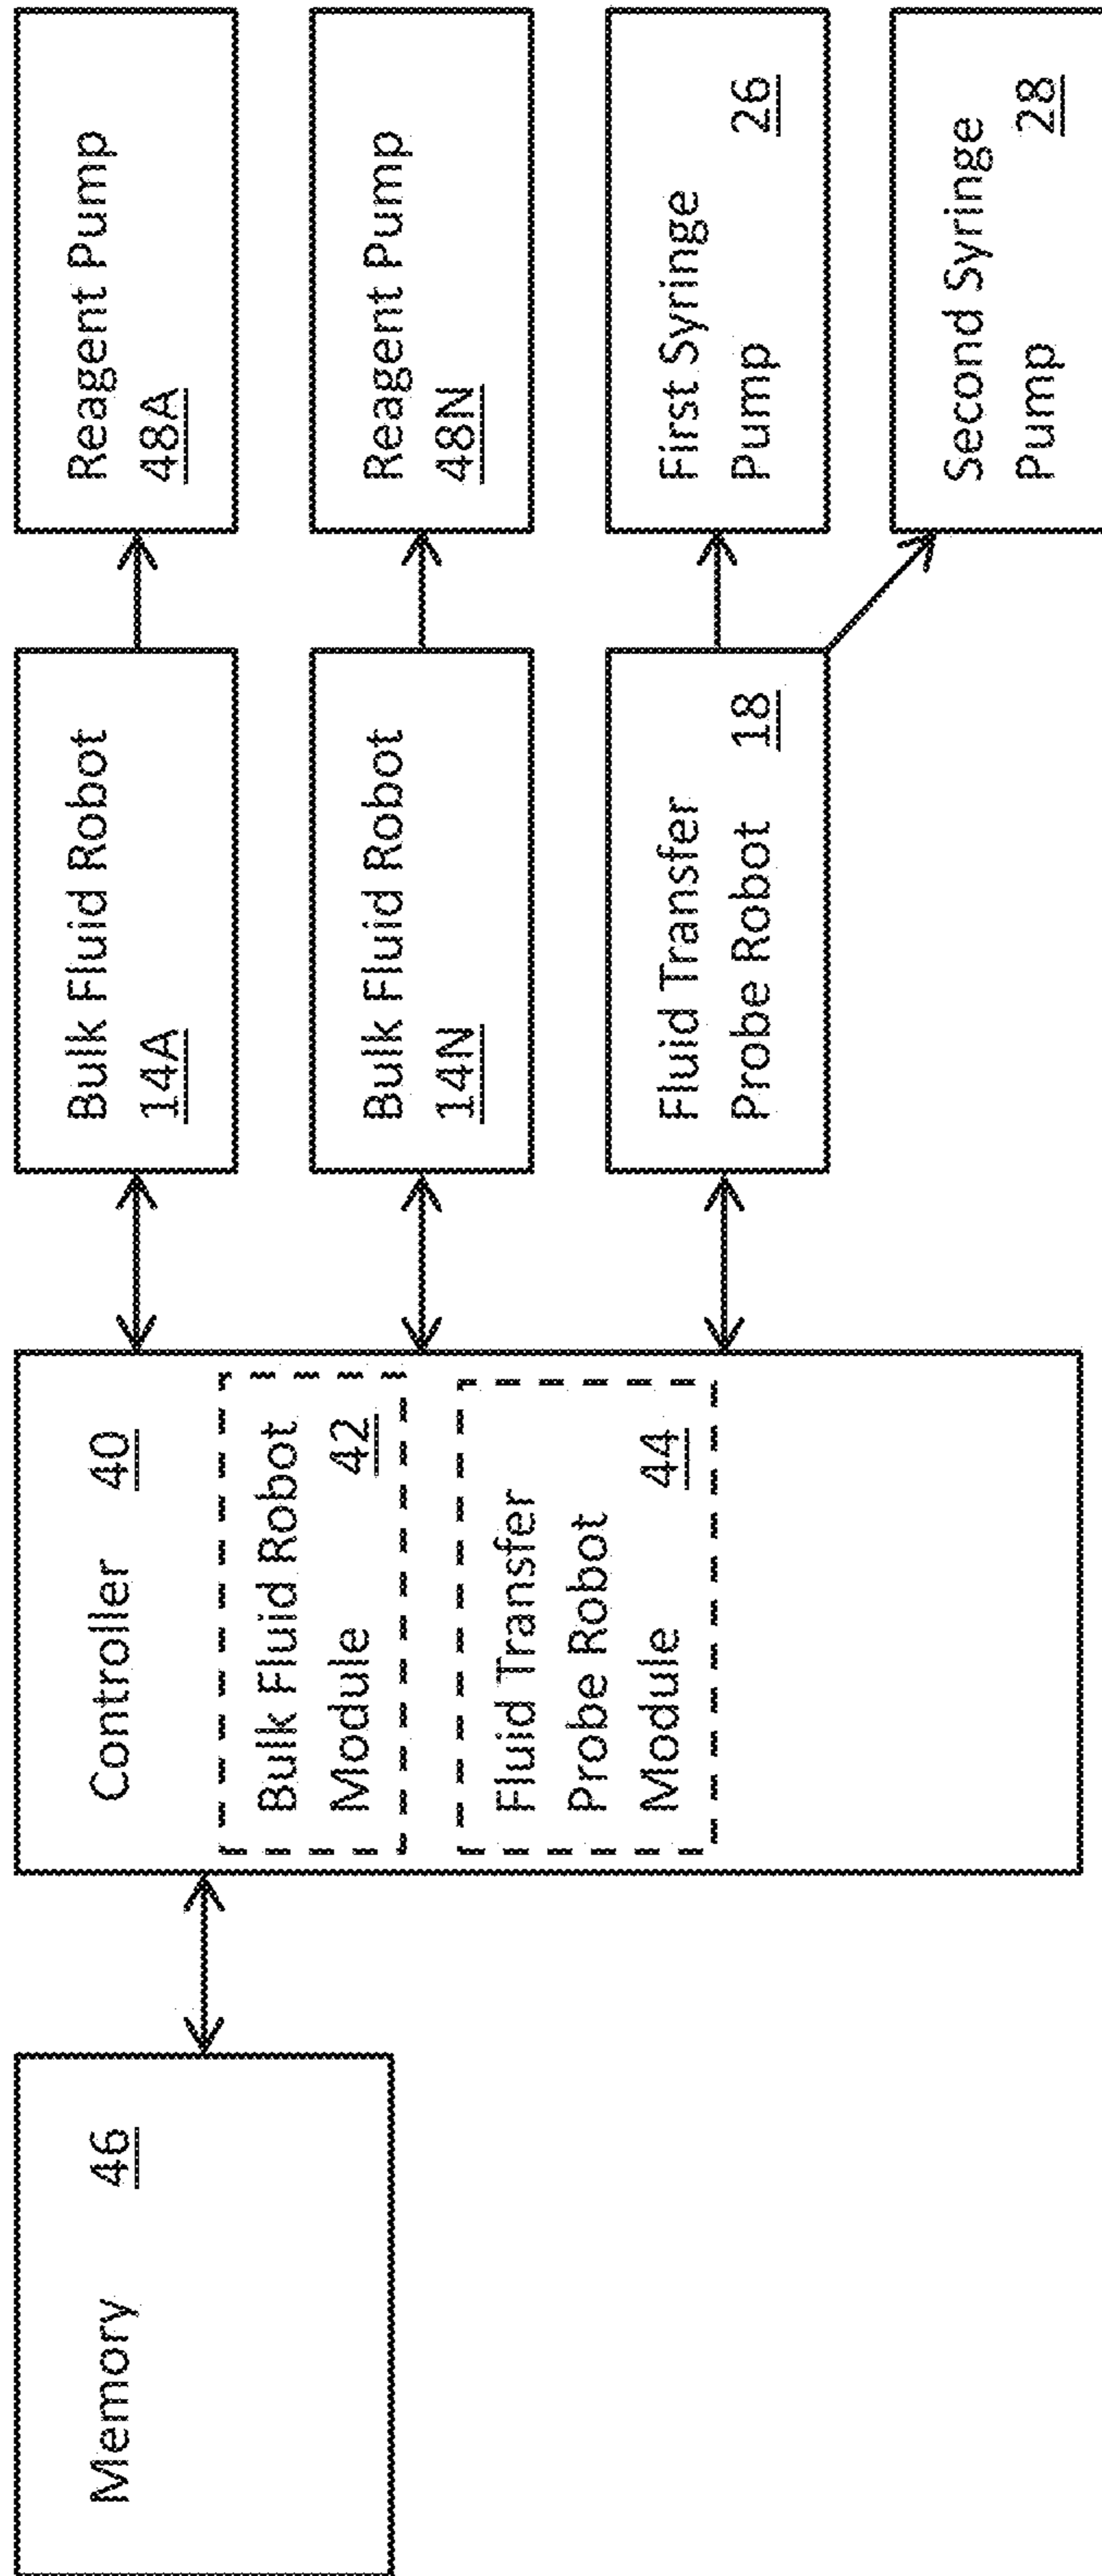 Memory 46
Controller 40
Bulk Fluid Robot
Module 42
Fluid Transfer
Probe Robot
Module 44
Bulk Fluid Robot
14A
Bulk Fluid Robot
14N
Fluid Transfer
Probe Robot 18
Reagent Pump
48A
Reagent Pump
48N
First Syringe
Pump 26
Second Syringe
Pump 28